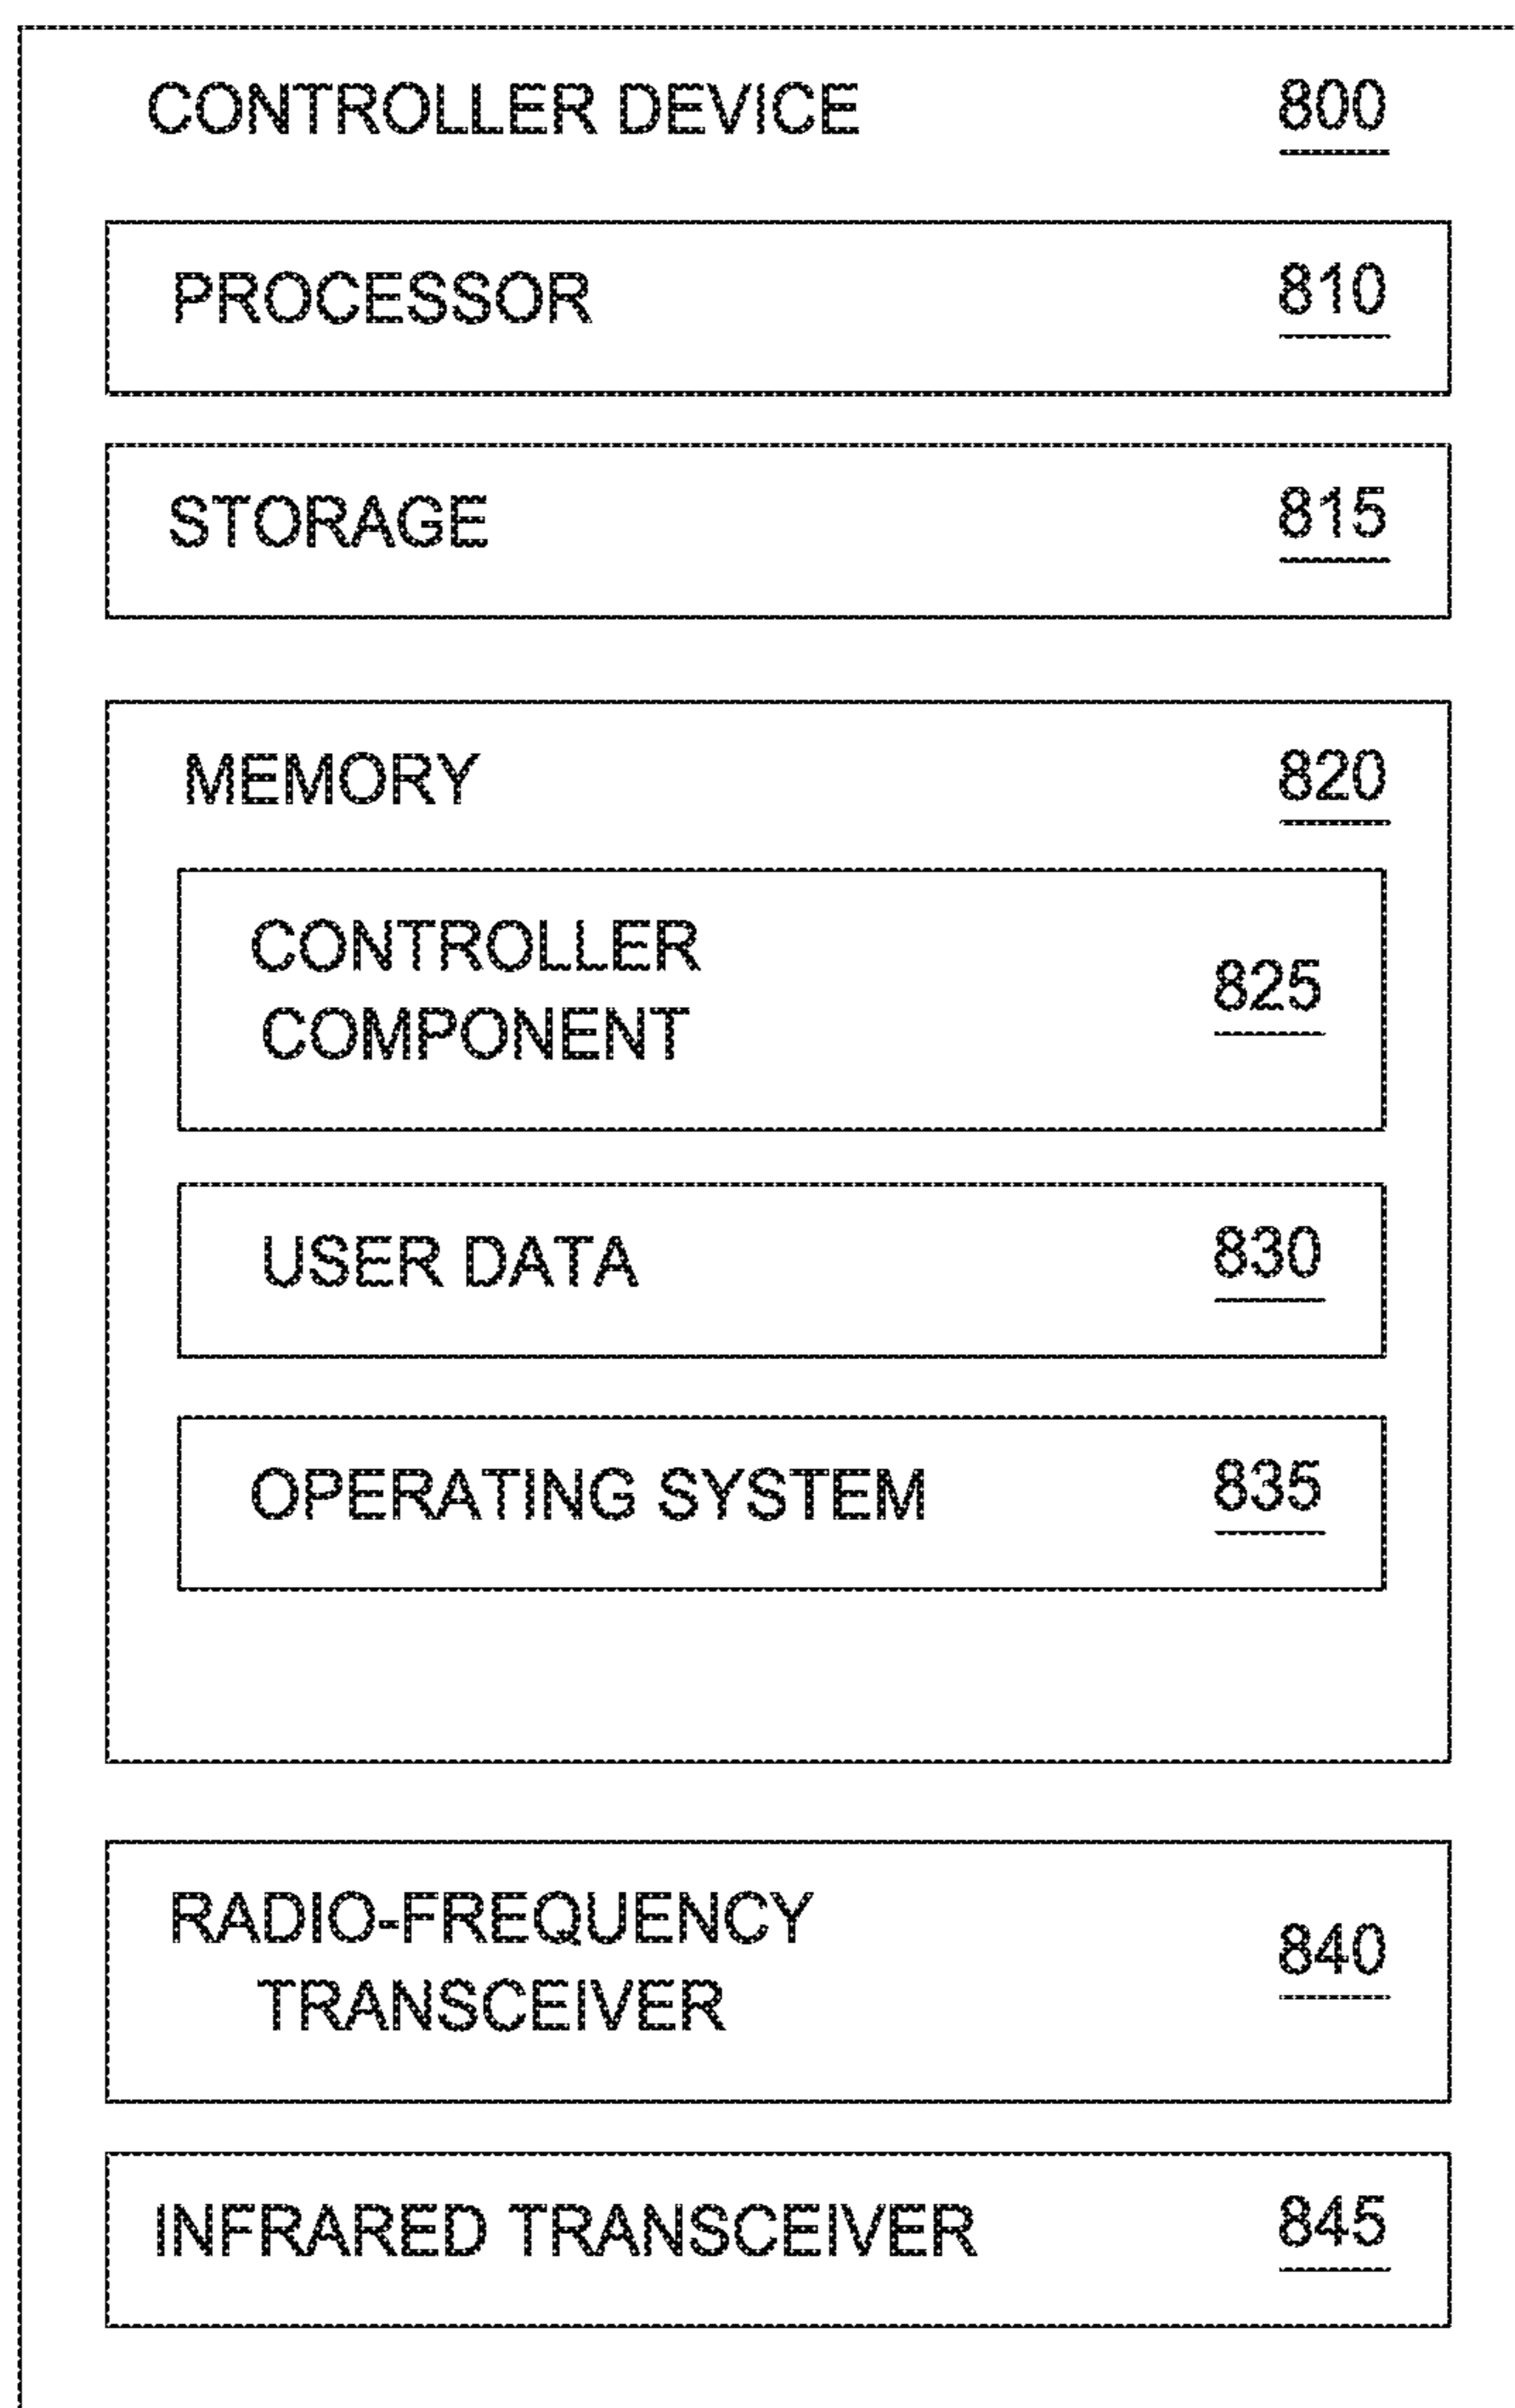 CONTROLLER DEVICE 800
PROCESSOR 810
STORAGE 815
MEMORY 820
CONTROLLER
COMPONENT 825
USER DATA 830
OPERATING SYSTEM 835
RADIO-FREQUENCY
TRANSCEIVER 840
INFRARED TRANSCEIVER 845